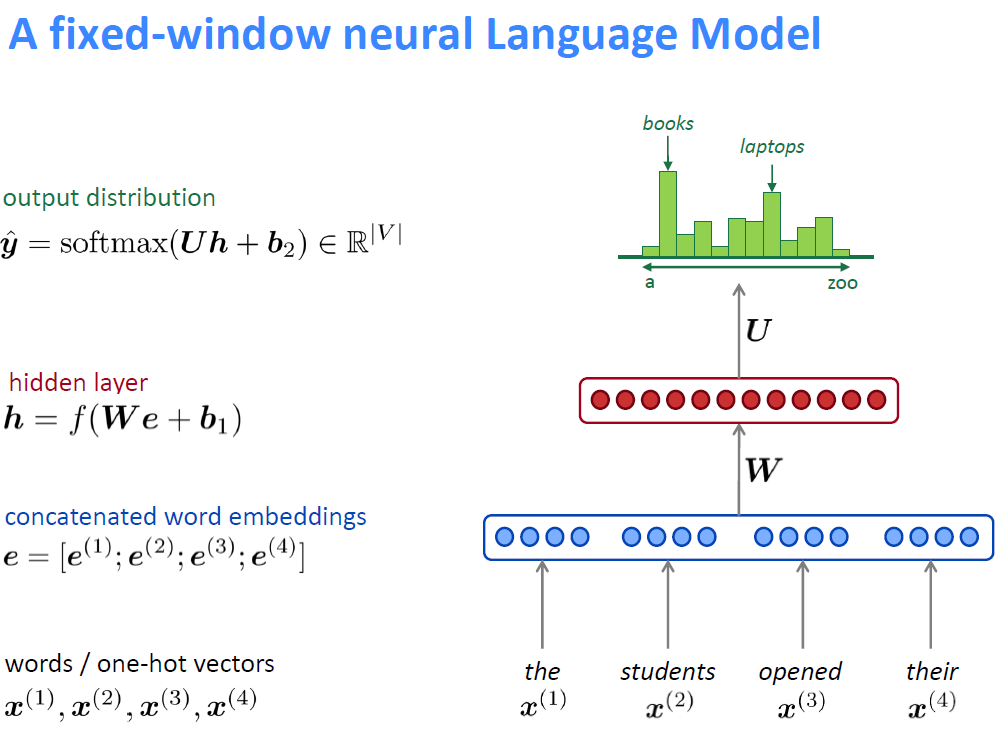 A fixed-window neural Language Model
books
laptops
output distribution
ŷ = softmax(Uh + b₂) ∈ ℝ^|V|
a
zoo
U
hidden layer
h = f(We + b₁)
W
concatenated word embeddings
e = [e⁽¹⁾; e⁽²⁾; e⁽³⁾; e⁽⁴⁾]
words / one-hot vectors
x⁽¹⁾, x⁽²⁾, x⁽³⁾, x⁽⁴⁾
the students opened their
x⁽¹⁾ x⁽²⁾ x⁽³⁾ x⁽⁴⁾